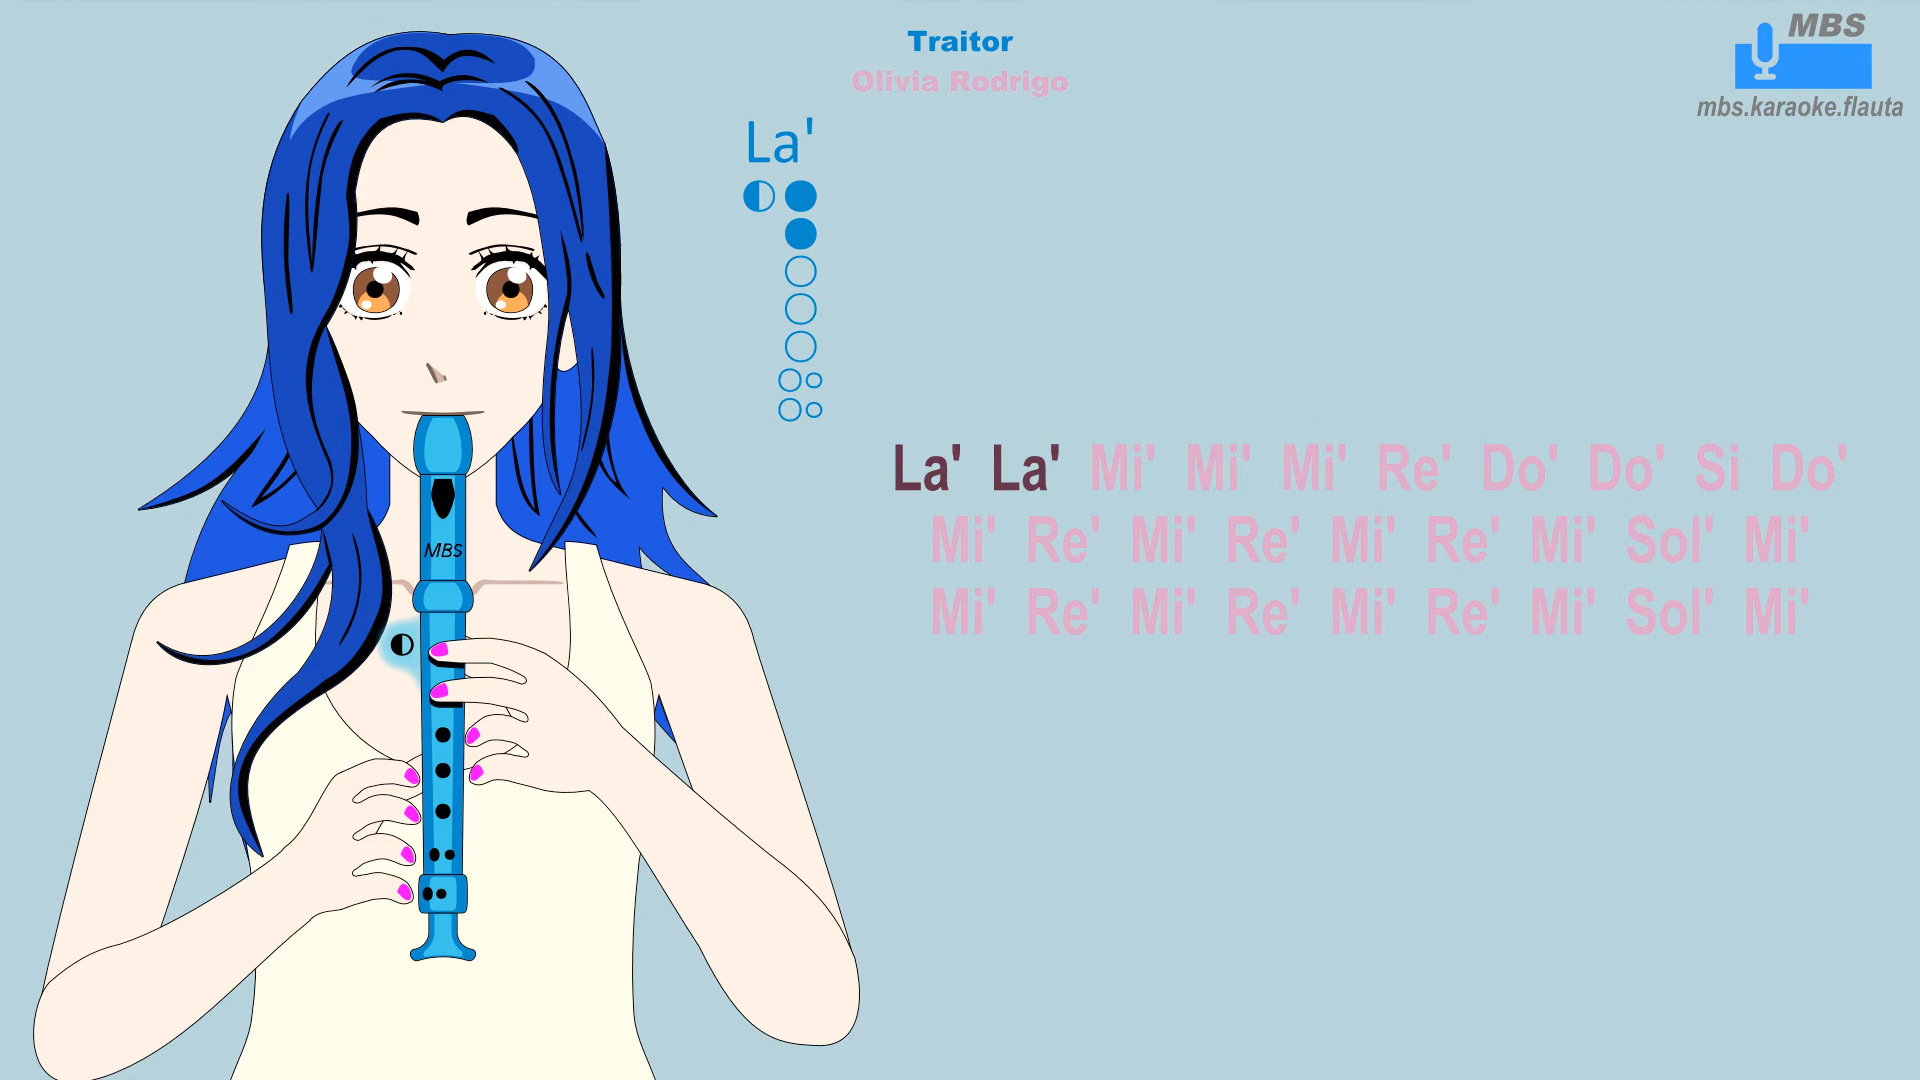 Traitor
Olivia Rodrigo
MBS
mbs.karaoke.flauta
La'
La' La' Mi' Mi' Mi' Re' Do' Do' Si Do'
Mi' Re' Mi' Re' Mi' Re' Mi' Sol' Mi'
Mi' Re' Mi' Re' Mi' Re' Mi' Sol' Mi'
MBS